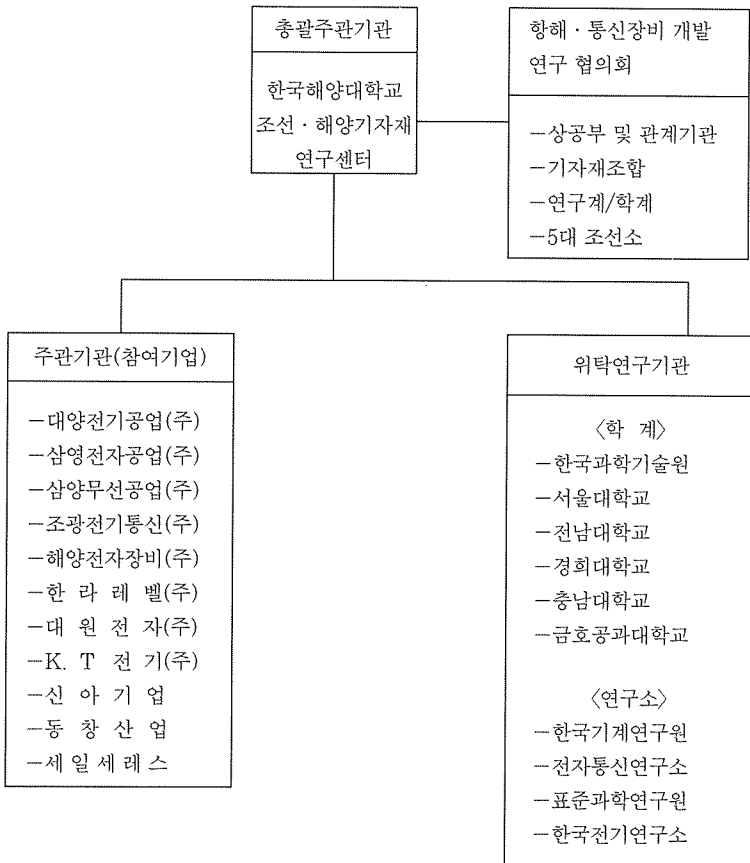 총괄주관기관
한국해양대학교
조선 · 해양기자재
연구센터
항해 · 통신장비 개발
연구 협의회
－상공부 및 관계기관
－기자재조합
－연구계/학계
－5대 조선소
주관기관(참여기업)
－대양전기공업(주)
－삼영전자공업(주)
－삼양무선공업(주)
－조광전기통신(주)
－해양전자장비(주)
－한 라 레 벨(주)
－대 원 전 자(주)
－K. T 전 기(주)
－신 아 기 업
－동 창 산 업
－세일세레스
위탁연구기관
〈학 계〉
－한국과학기술원
－서울대학교
－전남대학교
－경희대학교
－충남대학교
－금호공과대학교
〈연구소〉
－한국기계연구원
－전자통신연구소
－표준과학연구원
－한국전기연구소